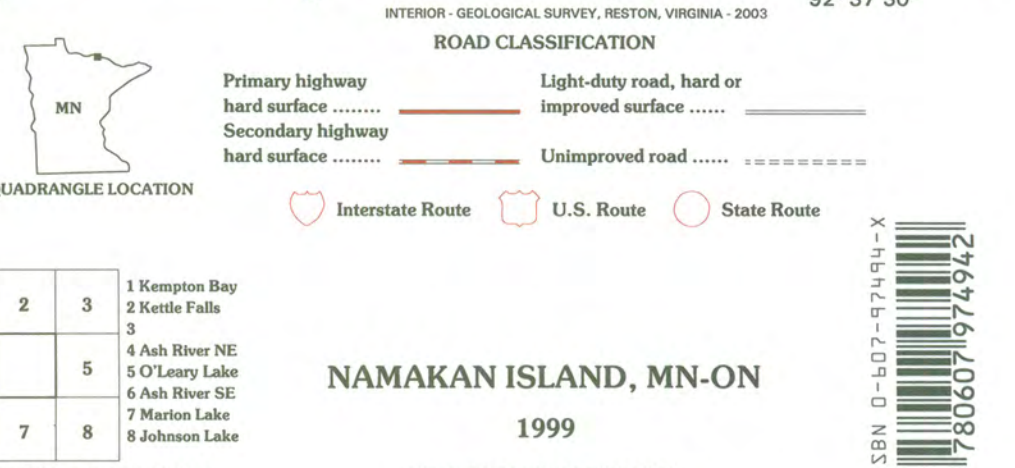 INTERIOR - GEOLOGICAL SURVEY, RESTON, VIRGINIA - 2003
ROAD CLASSIFICATION
Primary highway
hard surface ........
Light-duty road, hard or
improved surface ......
Secondary highway
hard surface ........
Unimproved road ......
MN
QUADRANGLE LOCATION
Interstate Route
U.S. Route
State Route
2 3
5
7 8
1 Kempton Bay
2 Kettle Falls
3
4 Ash River NE
5 O'Leary Lake
6 Ash River SE
7 Marion Lake
8 Johnson Lake
NAMAKAN ISLAND, MN-ON
1999
SBN 0-607-97494-X
780607974942